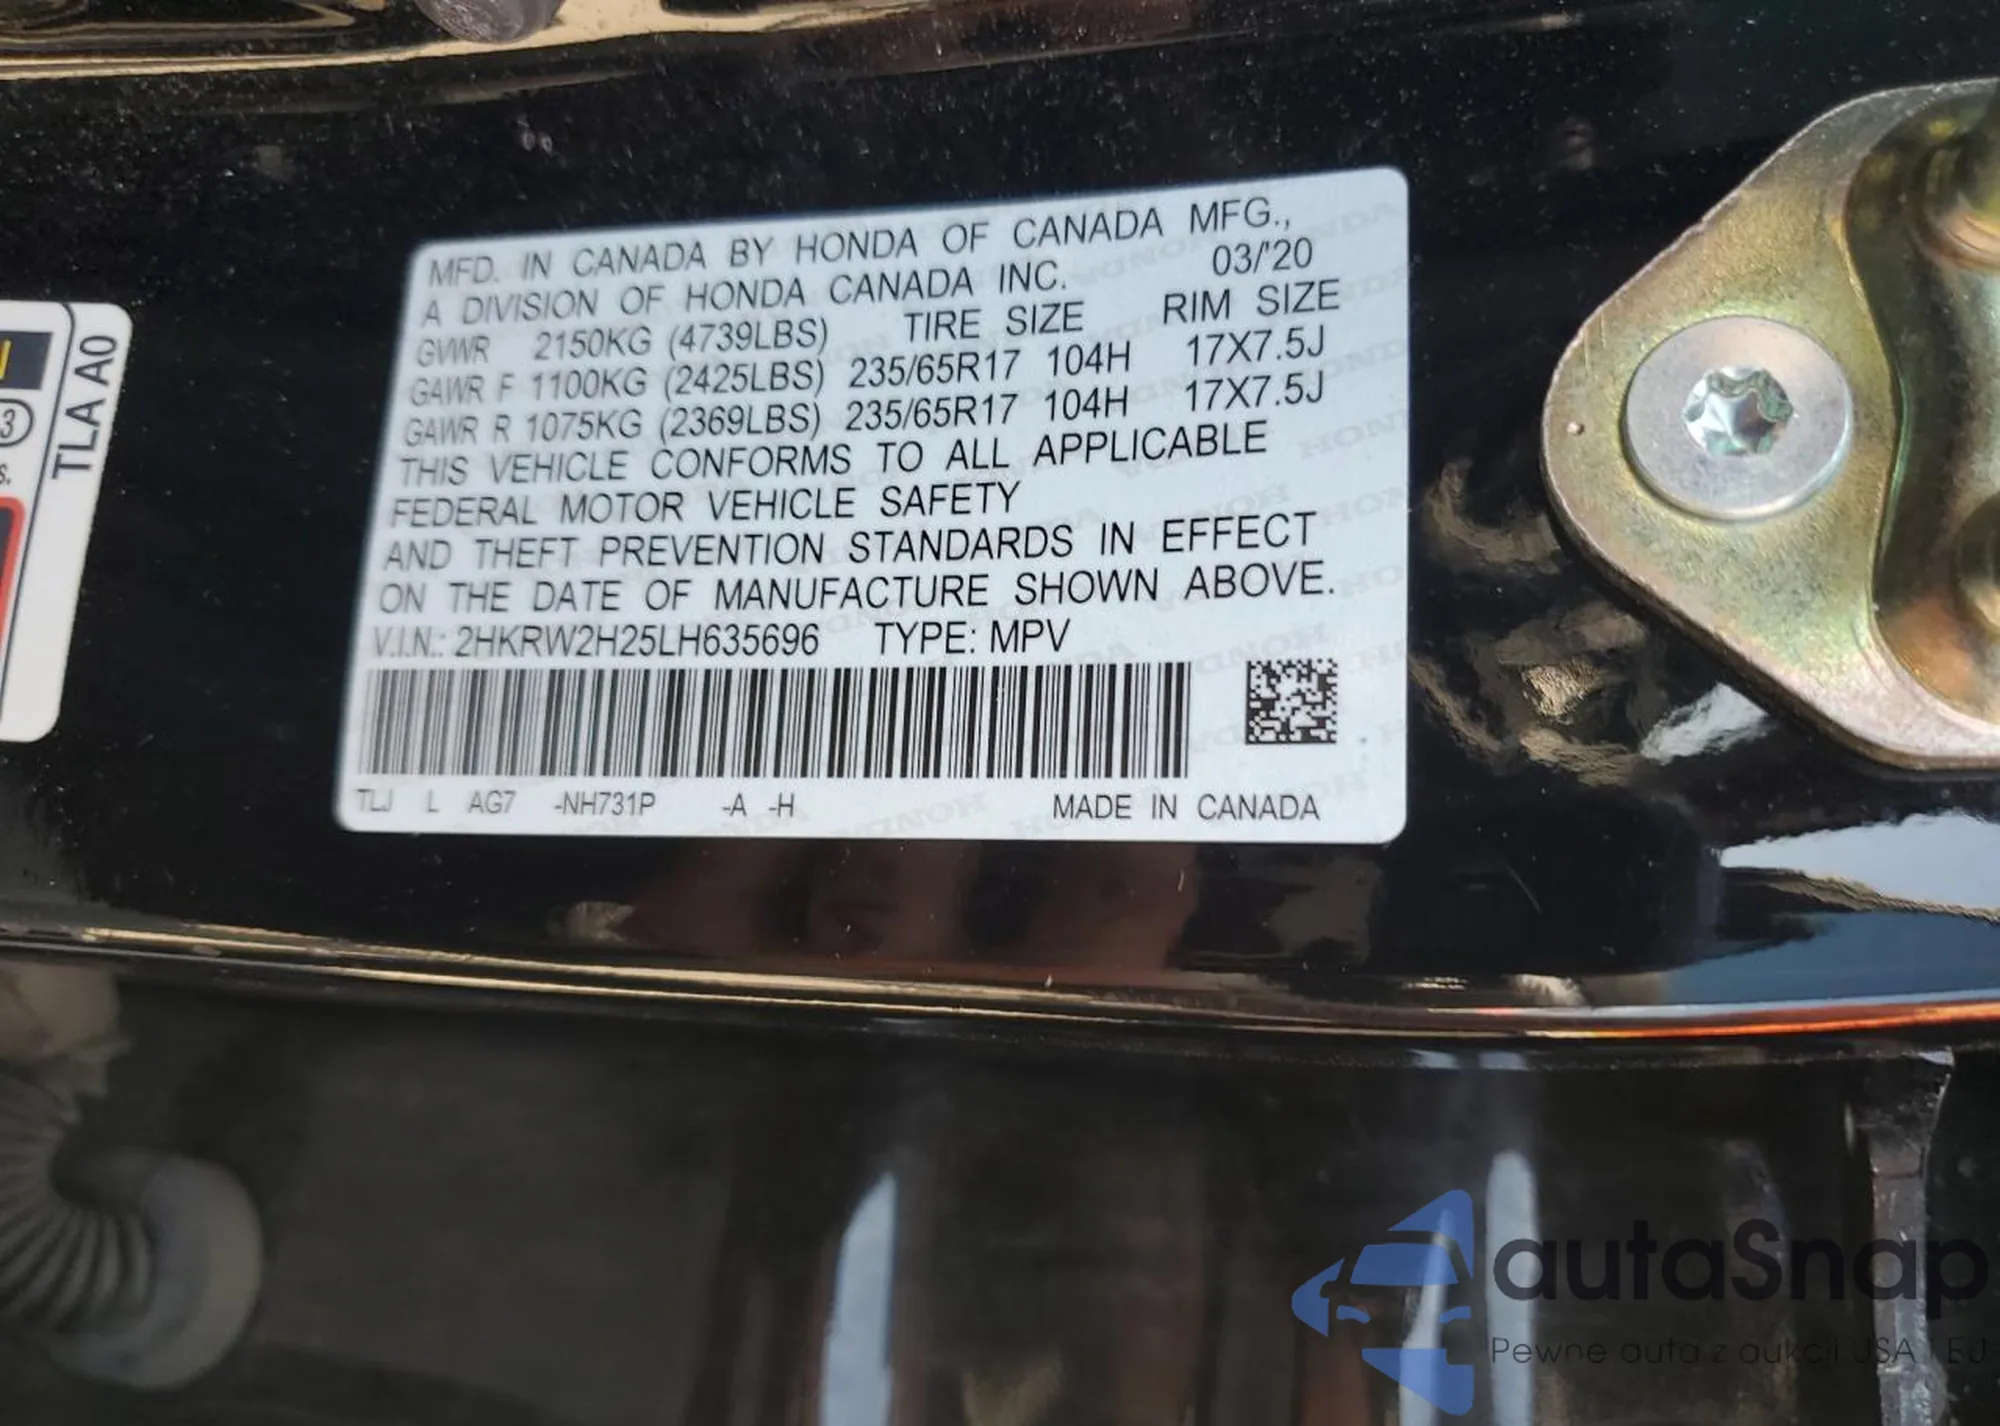 MFD. IN CANADA BY HONDA OF CANADA MFG.,
A DIVISION OF HONDA CANADA INC. 03/'20
GVWR 2150KG (4739LBS) TIRE SIZE RIM SIZE
GAWR F 1100KG (2425LBS) 235/65R17 104H 17X7.5J
GAWR R 1075KG (2369LBS) 235/65R17 104H 17X7.5J
THIS VEHICLE CONFORMS TO ALL APPLICABLE
FEDERAL MOTOR VEHICLE SAFETY
AND THEFT PREVENTION STANDARDS IN EFFECT
ON THE DATE OF MANUFACTURE SHOWN ABOVE.
V.I.N.: 2HKRW2H25LH635696 TYPE: MPV
TLJ L AG7 -NH731P -A -H MADE IN CANADA
TLA A0
3
s.
autoSnap
Pewne auta z aukcji USA i EU